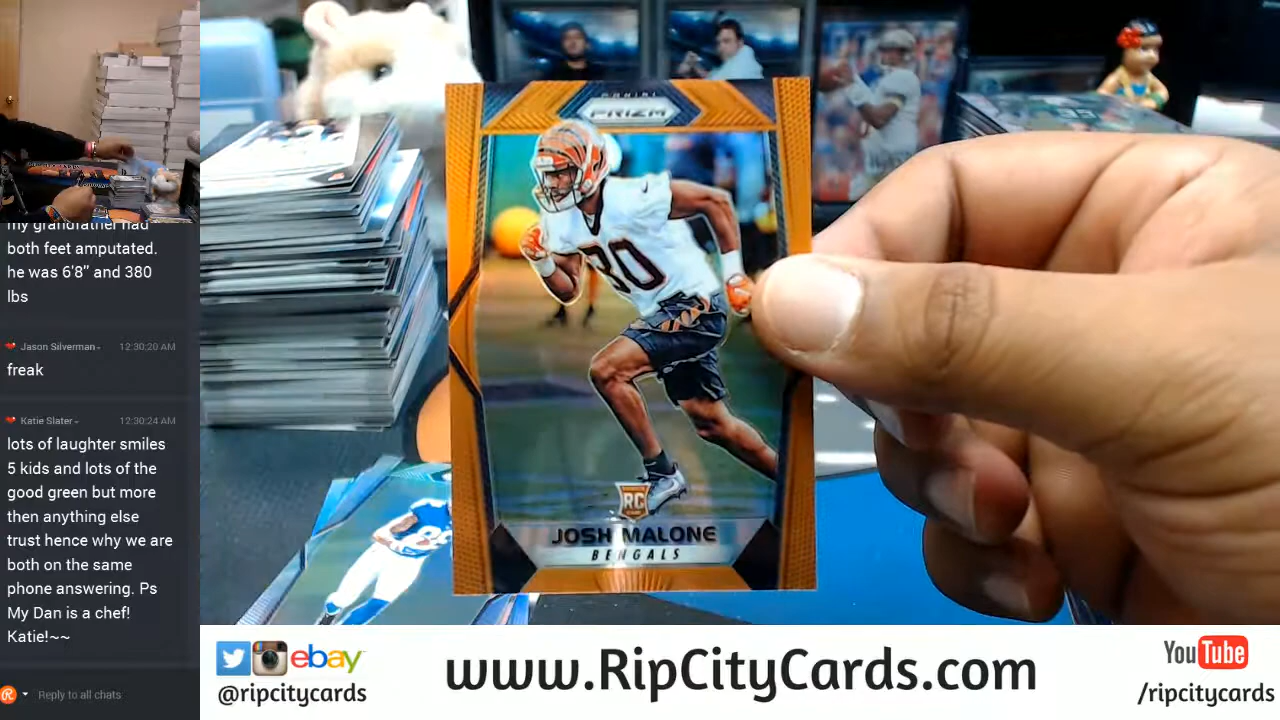 my grandfather had
both feet amputated.
he was 6'8" and 380
lbs
Jason Silverman
12:30:20 AM
freak
Katie Slater
12:30:24 AM
lots of laughter smiles
5 kids and lots of the
good green but more
then anything else
trust hence why we are
both on the same
phone answering. Ps
My Dan is a chef!
Katie!~~
Reply to all chats
PANINI
PRIZM
30
RC
JOSH MALONE
BENGALS
ebay
@ripcitycards
www.RipCityCards.com
YouTube
/ripcitycards